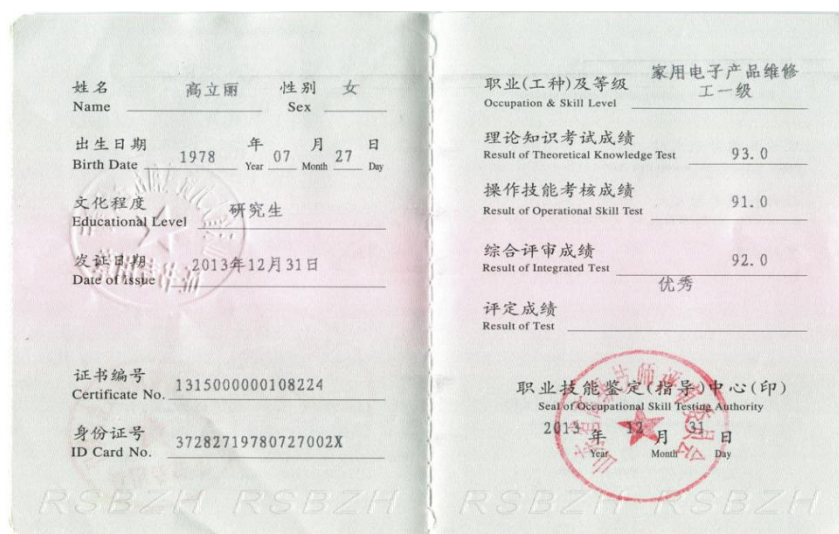 姓名 高立丽 性别 女
Name Sex
出生日期 年 月 日
Birth Date 1978 Year 07 Month 27 Day
文化程度 研究生
Educational Level
发证日期 2013年12月31日
Date of Issue
证书编号
Certificate No. 1315000000108224
身份证号
ID Card No. 37282719780727002X
RSBZH RSBZH
职业(工种)及等级 家用电子产品维修
Occupation & Skill Level 工一级
理论知识考试成绩
Result of Theoretical Knowledge Test 93.0
操作技能考核成绩
Result of Operational Skill Test 91.0
综合评审成绩
Result of Integrated Test 92.0
优秀
评定成绩
Result of Test
职业技能鉴定(指导)中心(印)
Seal of Occupational Skill Testing Authority
2013 年 12 月 31 日
Year Month Day
RSBZH RSBZH